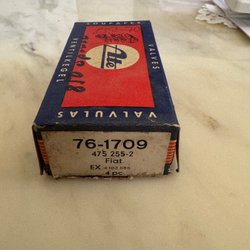 SOUPAPES
VENTILKEGEL
Ate
VALVES
VALVULAS
76-1709
475 255-2
Fiat.
EX
4 pc.